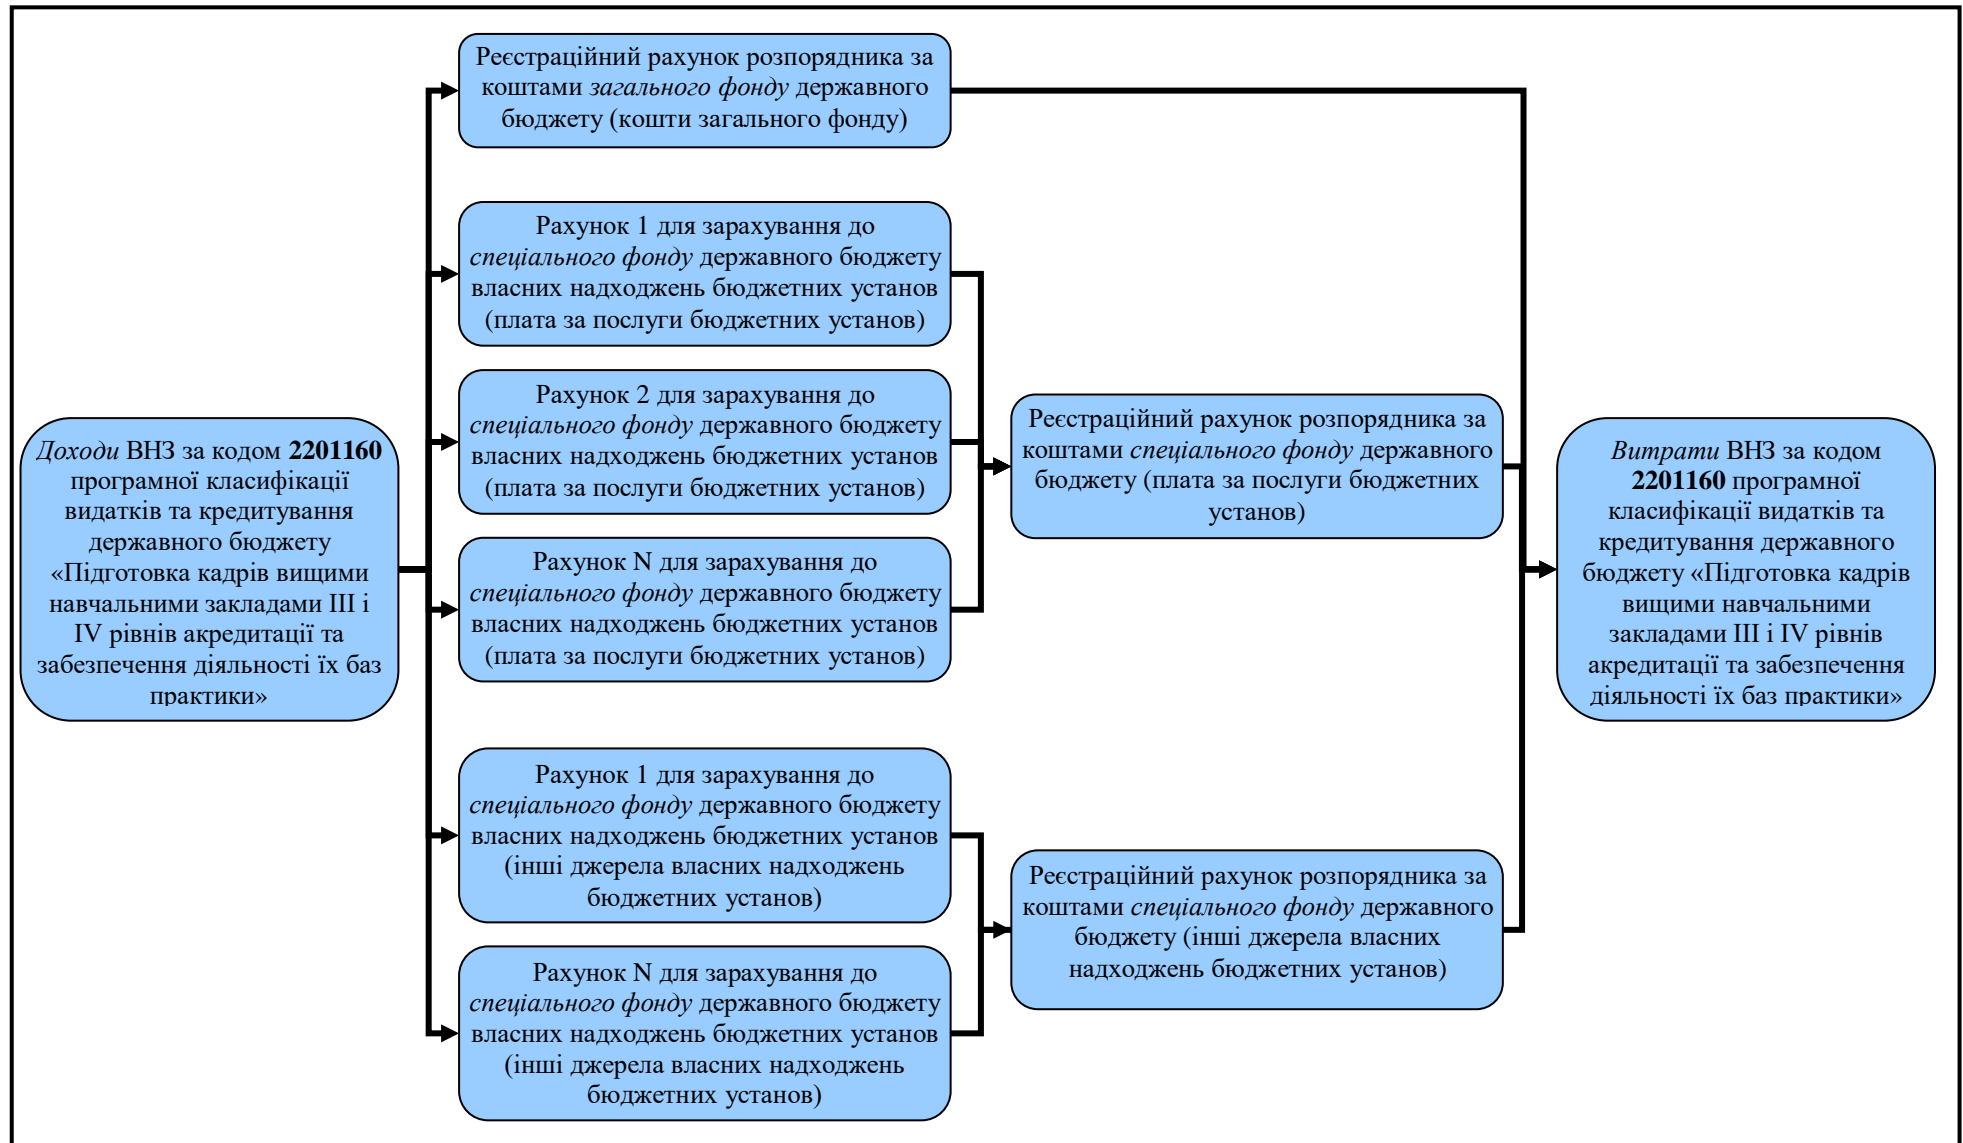 Реєстраційний рахунок розпорядника за
коштами загального фонду державного
бюджету (кошти загального фонду)
Рахунок 1 для зарахування до
спеціального фонду державного бюджету
власних надходжень бюджетних установ
(плата за послуги бюджетних установ)
Рахунок 2 для зарахування до
спеціального фонду державного бюджету
власних надходжень бюджетних установ
(плата за послуги бюджетних установ)
Рахунок N для зарахування до
спеціального фонду державного бюджету
власних надходжень бюджетних установ
(плата за послуги бюджетних установ)
Доходи ВНЗ за кодом 2201160
програмної класифікації
видатків та кредитування
державного бюджету
«Підготовка кадрів вищими
навчальними закладами III і
IV рівнів акредитації та
забезпечення діяльності їх баз
практики»
Реєстраційний рахунок розпорядника за
коштами спеціального фонду державного
бюджету (плата за послуги бюджетних
установ)
Витрати ВНЗ за кодом
2201160 програмної
класифікації видатків та
кредитування державного
бюджету «Підготовка кадрів
вищими навчальними
закладами III і IV рівнів
акредитації та забезпечення
діяльності їх баз практики»
Рахунок 1 для зарахування до
спеціального фонду державного бюджету
власних надходжень бюджетних установ
(інші джерела власних надходжень
бюджетних установ)
Рахунок N для зарахування до
спеціального фонду державного бюджету
власних надходжень бюджетних установ
(інші джерела власних надходжень
бюджетних установ)
Реєстраційний рахунок розпорядника за
коштами спеціального фонду державного
бюджету (інші джерела власних
надходжень бюджетних установ)